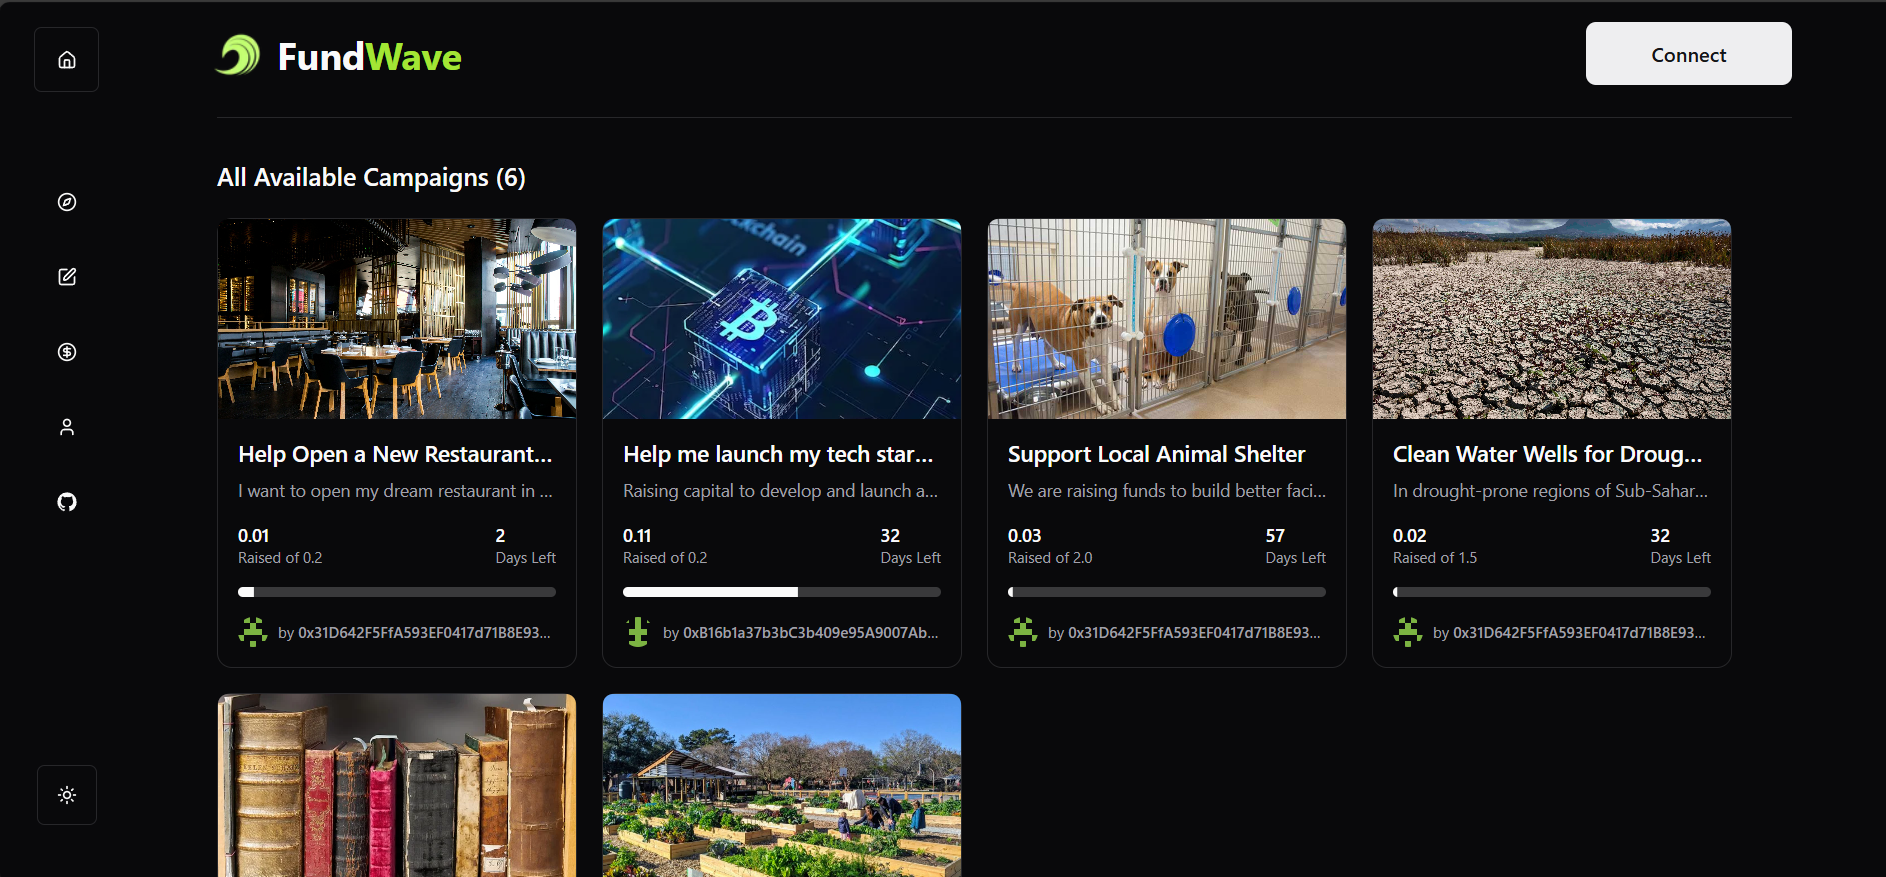 FundWave
Connect
All Available Campaigns (6)
Help Open a New Restaurant...
I want to open my dream restaurant in ...
0.01
2
Raised of 0.2
Days Left
by 0x31D642F5FfA593EF0417d71B8E93...
Help me launch my tech star...
Raising capital to develop and launch a...
0.11
32
Raised of 0.2
Days Left
by 0xB16b1a37b3bC3b409e95A9007Ab...
Support Local Animal Shelter
We are raising funds to build better faci...
0.03
57
Raised of 2.0
Days Left
by 0x31D642F5FfA593EF0417d71B8E93...
Clean Water Wells for Droug...
In drought-prone regions of Sub-Sahar...
0.02
32
Raised of 1.5
Days Left
by 0x31D642F5FfA593EF0417d71B8E93...